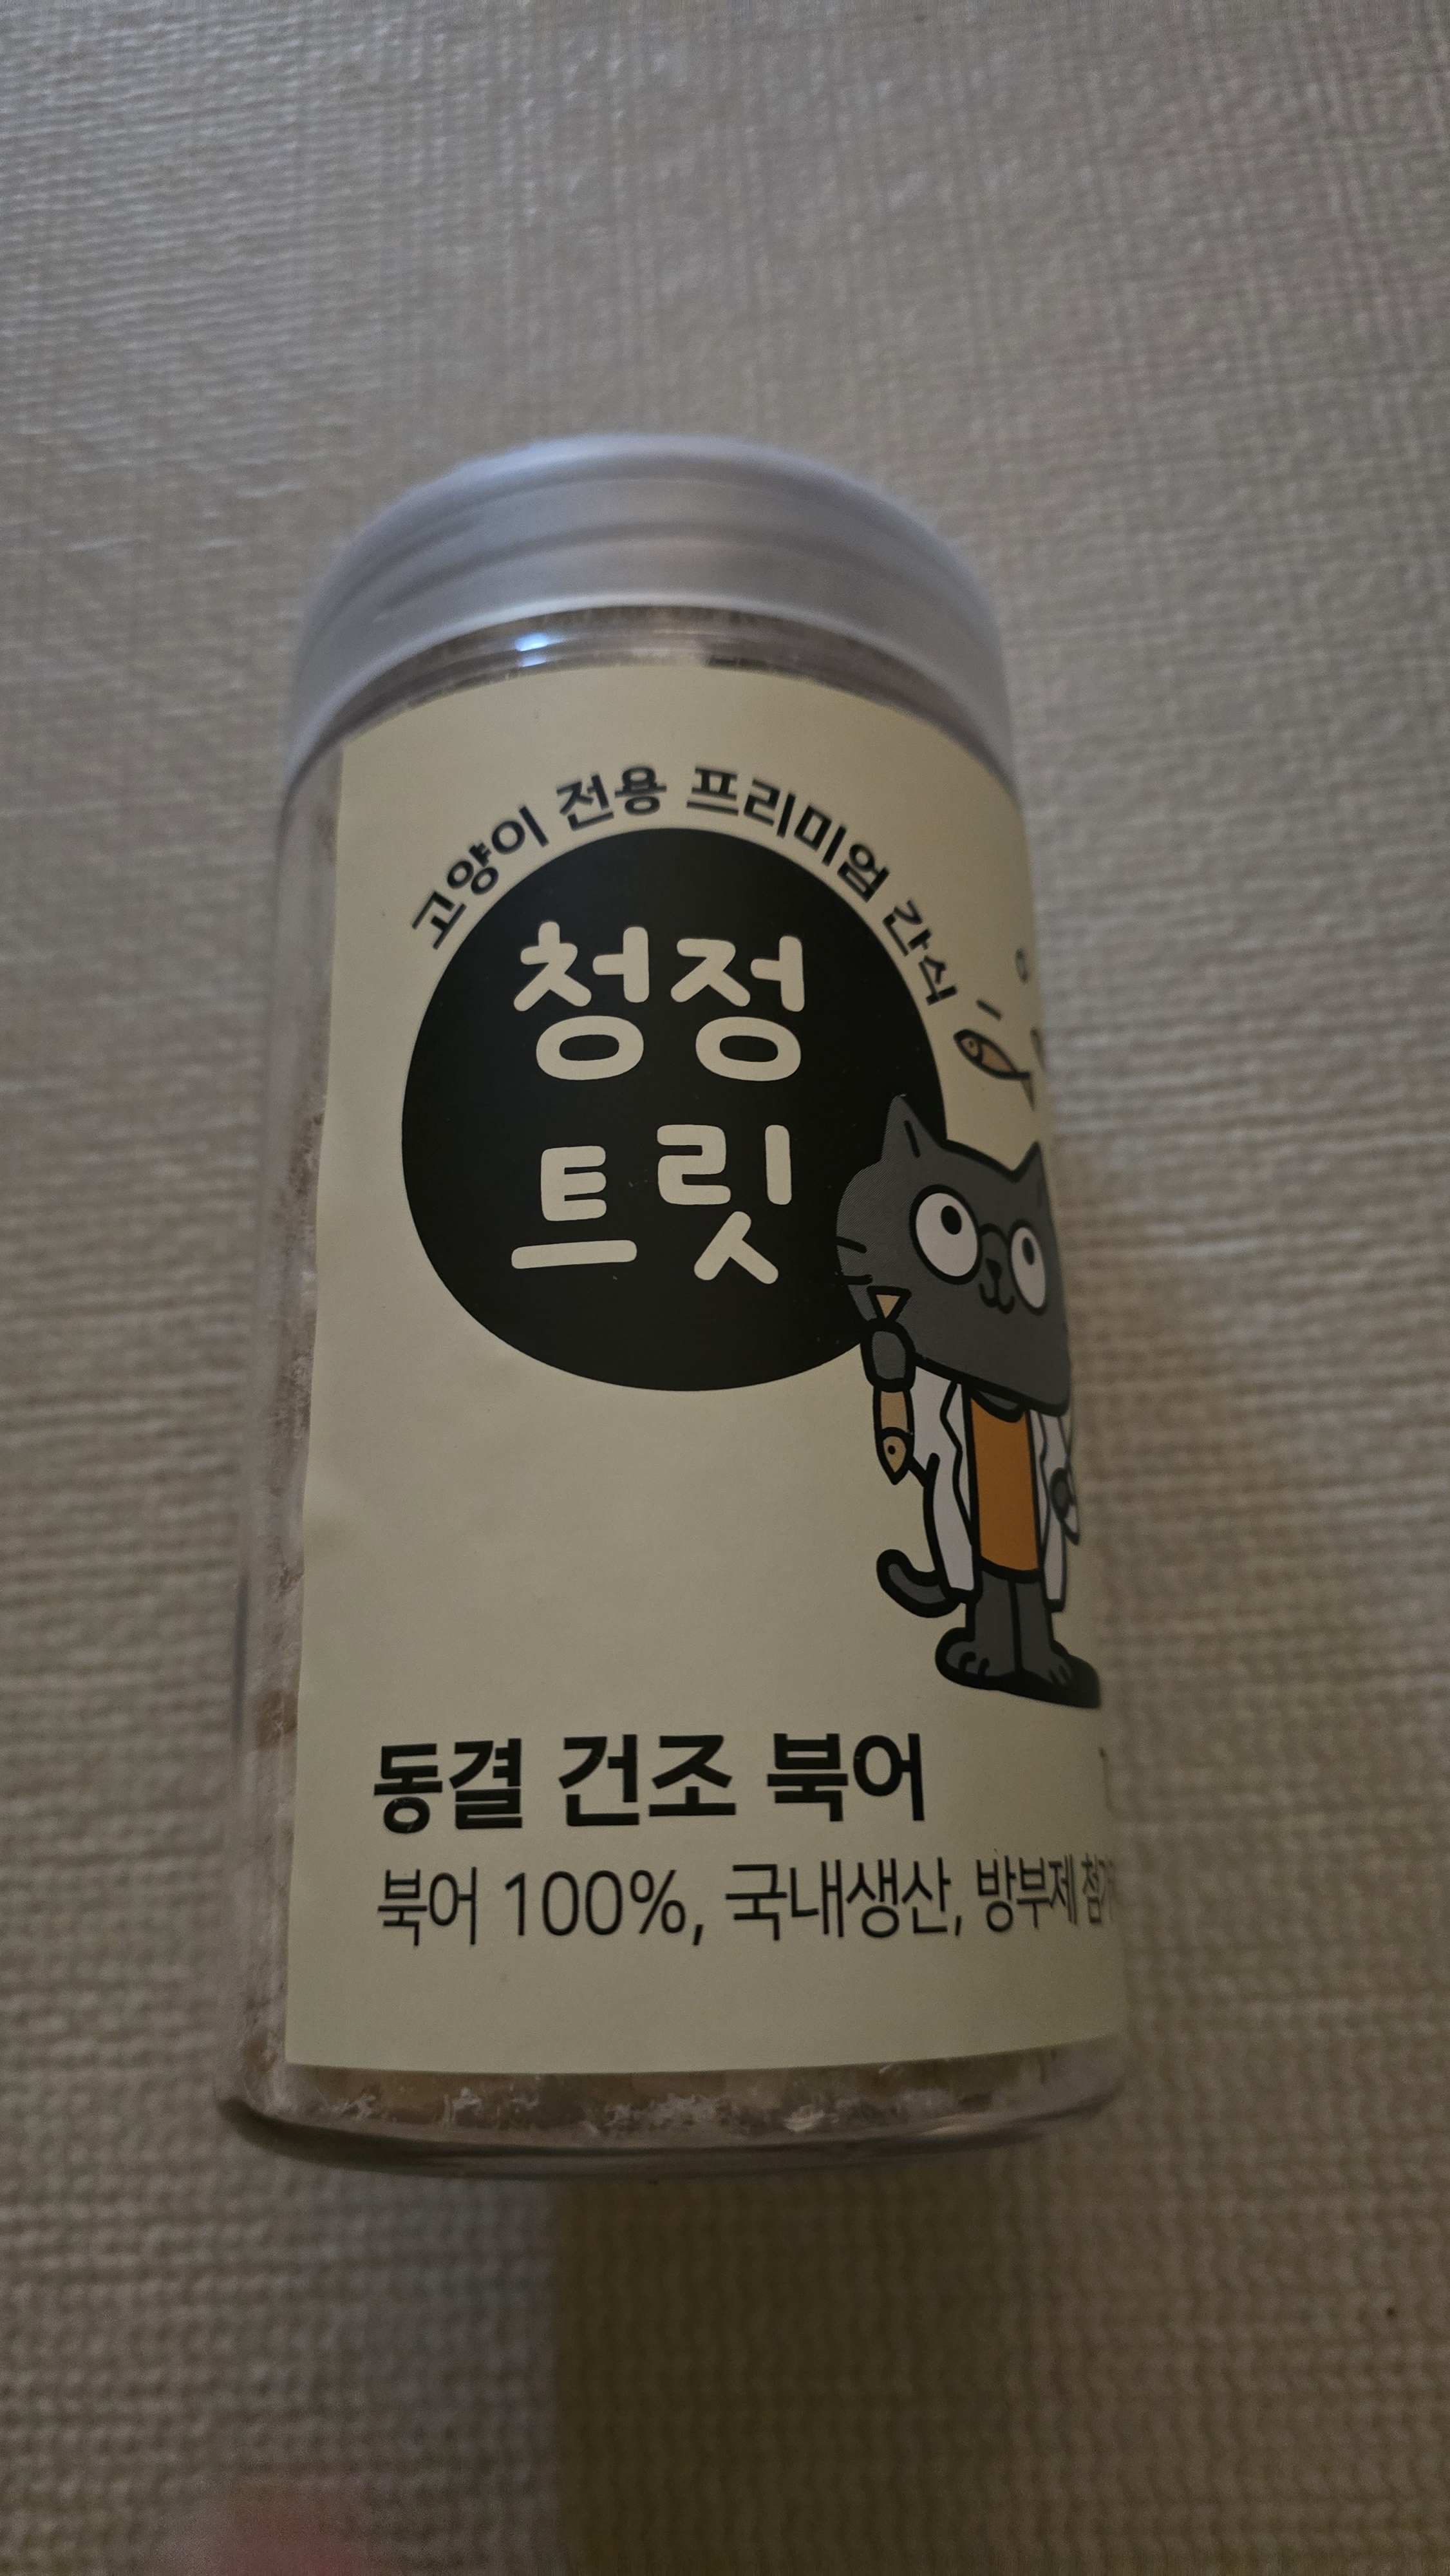 고양이 전용 프리미엄 간식
청정
트릿
동결 건조 북어
북어 100%, 국내생산, 방부제